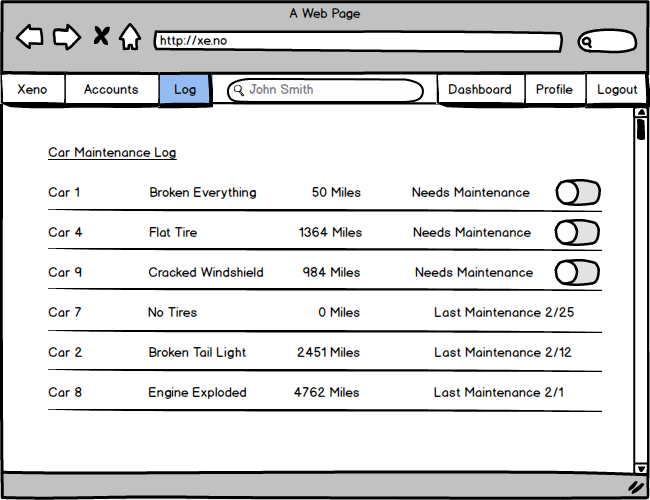 A Web Page
http://xe.no
Xeno Accounts Log John Smith Dashboard Profile Logout
Car Maintenance Log
Car 1 Broken Everything 50 Miles Needs Maintenance
Car 4 Flat Tire 1364 Miles Needs Maintenance
Car 9 Cracked Windshield 984 Miles Needs Maintenance
Car 7 No Tires 0 Miles Last Maintenance 2/25
Car 2 Broken Tail Light 2451 Miles Last Maintenance 2/12
Car 8 Engine Exploded 4762 Miles Last Maintenance 2/1